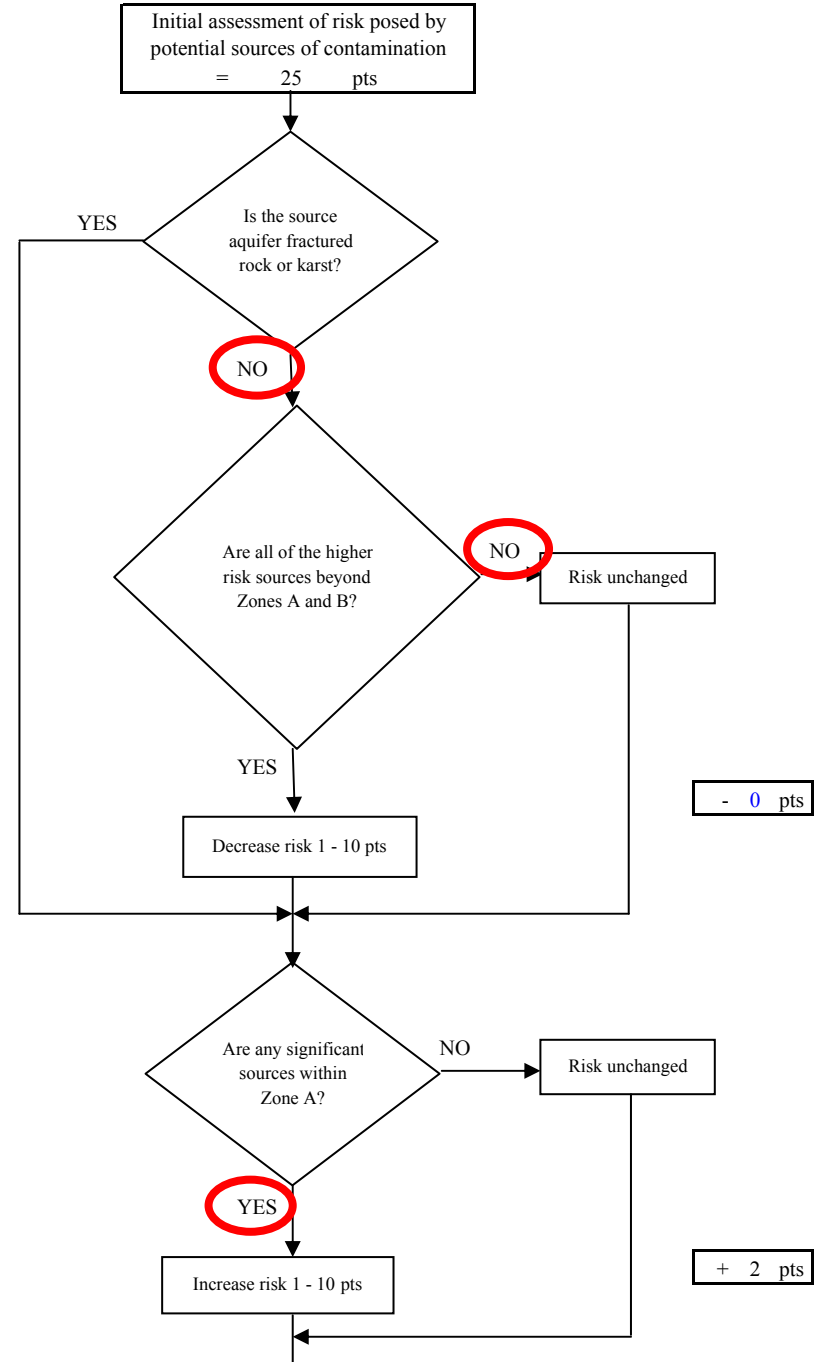 Initial assessment of risk posed by
potential sources of contamination
= 25 pts
YES
Is the source
aquifer fractured
rock or karst?
NO
Are all of the higher
risk sources beyond
Zones A and B?
NO
Risk unchanged
YES
- 0 pts
Decrease risk 1 - 10 pts
Are any significant
sources within
Zone A?
NO
Risk unchanged
YES
+ 2 pts
Increase risk 1 - 10 pts